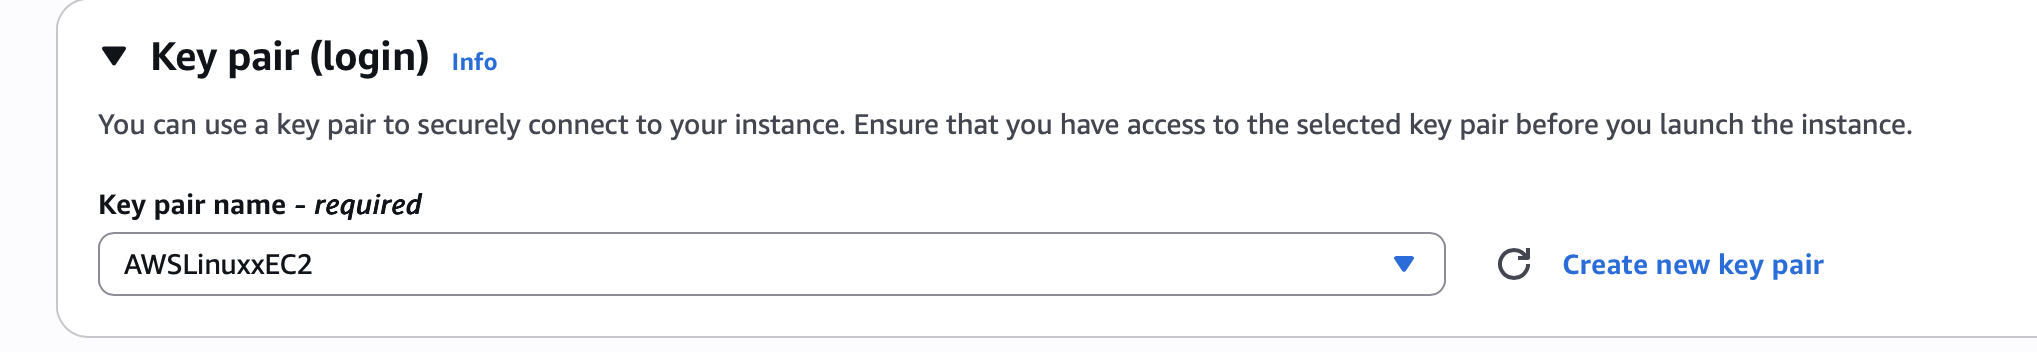 Key pair (login) Info
You can use a key pair to securely connect to your instance. Ensure that you have access to the selected key pair before you launch the instance.
Key pair name - required
AWSLinuxxEC2 Create new key pair